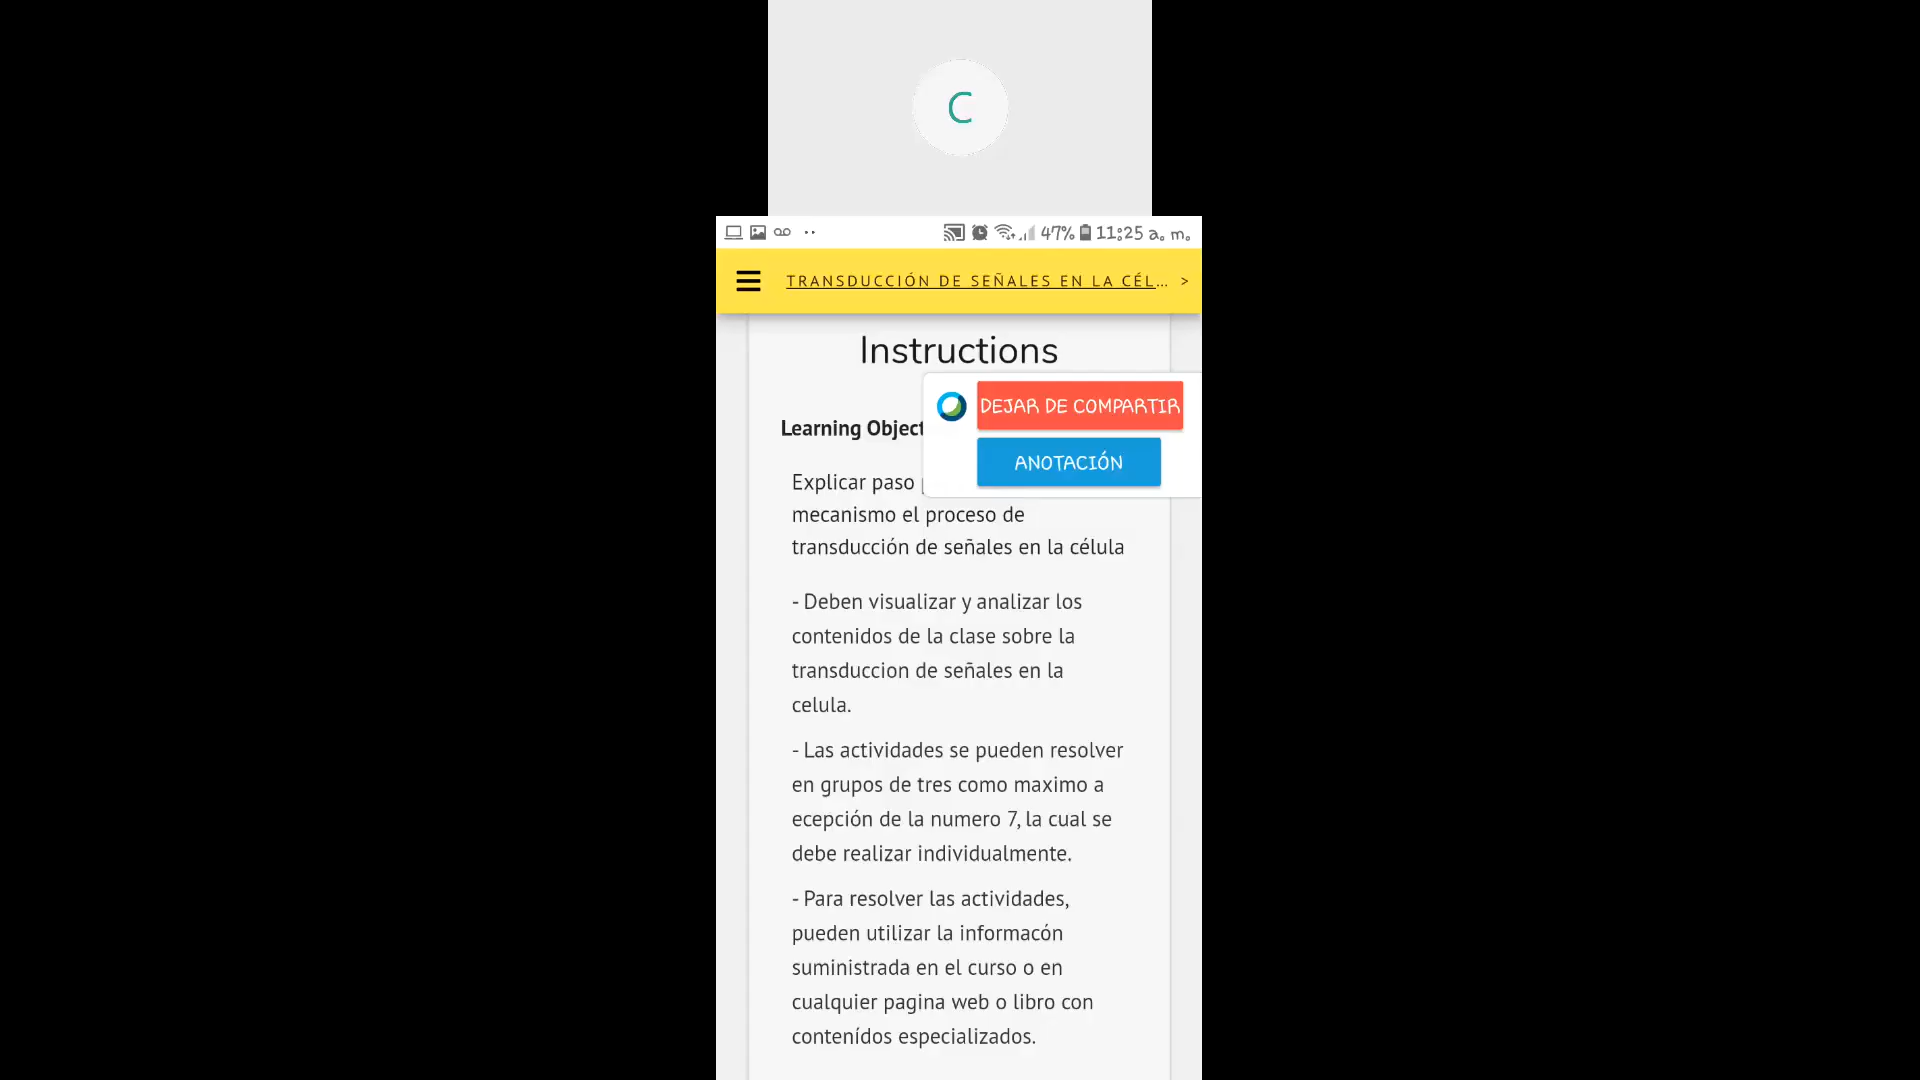 C
47% 11:25 a. m.
TRANSDUCCIÓN DE SEÑALES EN LA CÉL... >
Instructions
DEJAR DE COMPARTIR
Learning Object
ANOTACIÓN
Explicar paso
mecanismo el proceso de
transducción de señales en la célula
- Deben visualizar y analizar los
contenidos de la clase sobre la
transduccion de señales en la
celula.
- Las actividades se pueden resolver
en grupos de tres como maximo a
ecepción de la numero 7, la cual se
debe realizar individualmente.
- Para resolver las actividades,
pueden utilizar la informacón
suministrada en el curso o en
cualquier pagina web o libro con
contenídos especializados.